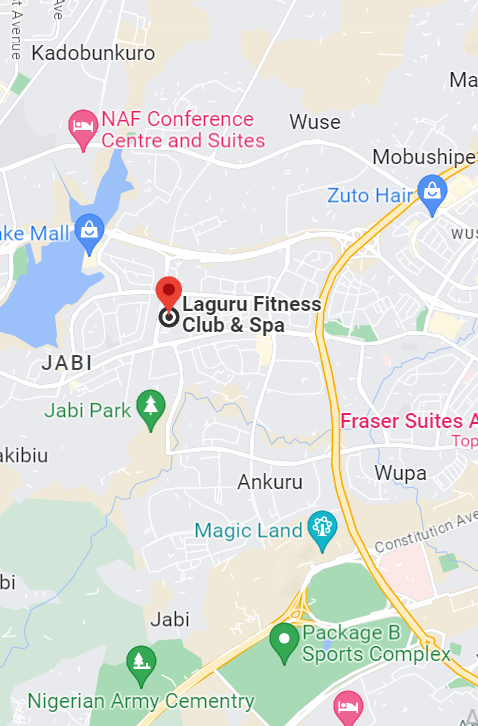 Avenue
Ave
Kadobunkuro
Ma
NAF Conference
Centre and Suites
Wuse
Mobushipe
Zuto Hair
ake Mall
WUS
Laguru Fitness
Club & Spa
JABI
Jabi Park
Fraser Suites A
Top
akibiu
Ankuru
Wupa
Magic Land
Constitution Ave
bi
Jabi
Package B
Sports Complex
Nigerian Army Cementry